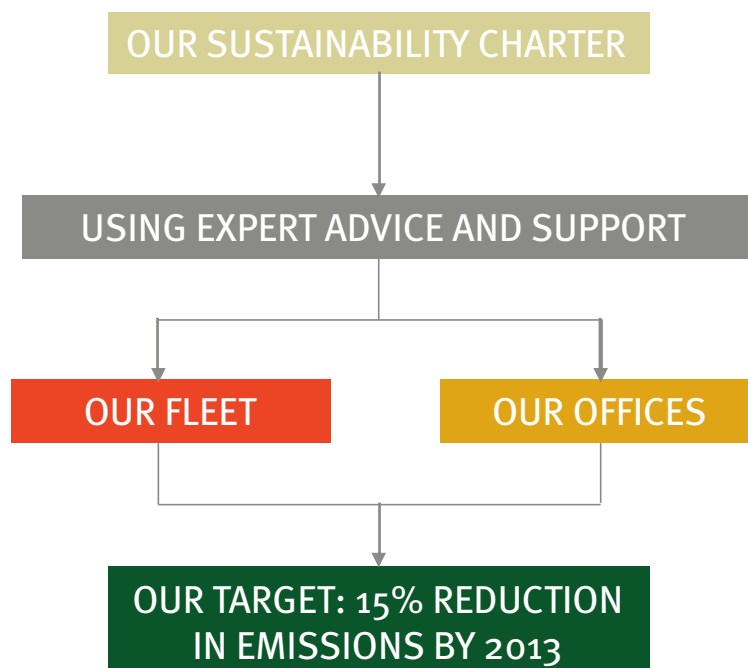 OUR SUSTAINABILITY CHARTER
USING EXPERT ADVICE AND SUPPORT
OUR FLEET
OUR OFFICES
OUR TARGET: 15% REDUCTION
IN EMISSIONS BY 2013